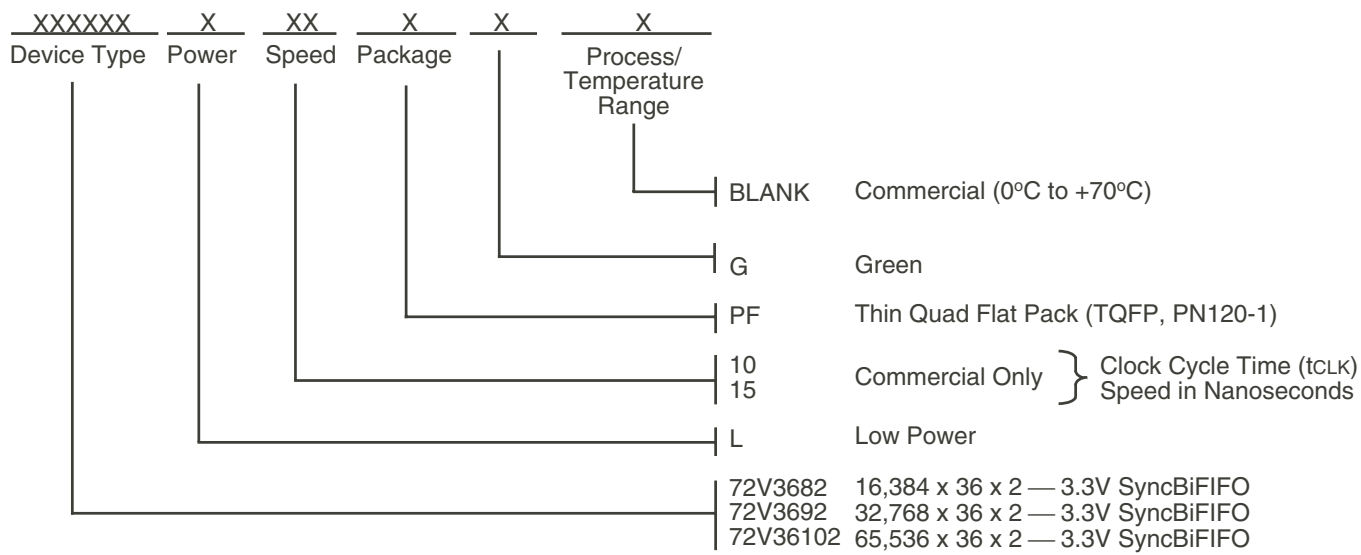 XXXXXX X XX X X X
Device Type Power Speed Package Process/
Temperature
Range
BLANK Commercial (0°C to +70°C)
G Green
PF Thin Quad Flat Pack (TQFP, PN120-1)
10
15
Commercial Only } Clock Cycle Time (tCLK)
Speed in Nanoseconds
L Low Power
72V3682 16,384 x 36 x 2 — 3.3V SyncBiFIFO
72V3692 32,768 x 36 x 2 — 3.3V SyncBiFIFO
72V36102 65,536 x 36 x 2 — 3.3V SyncBiFIFO